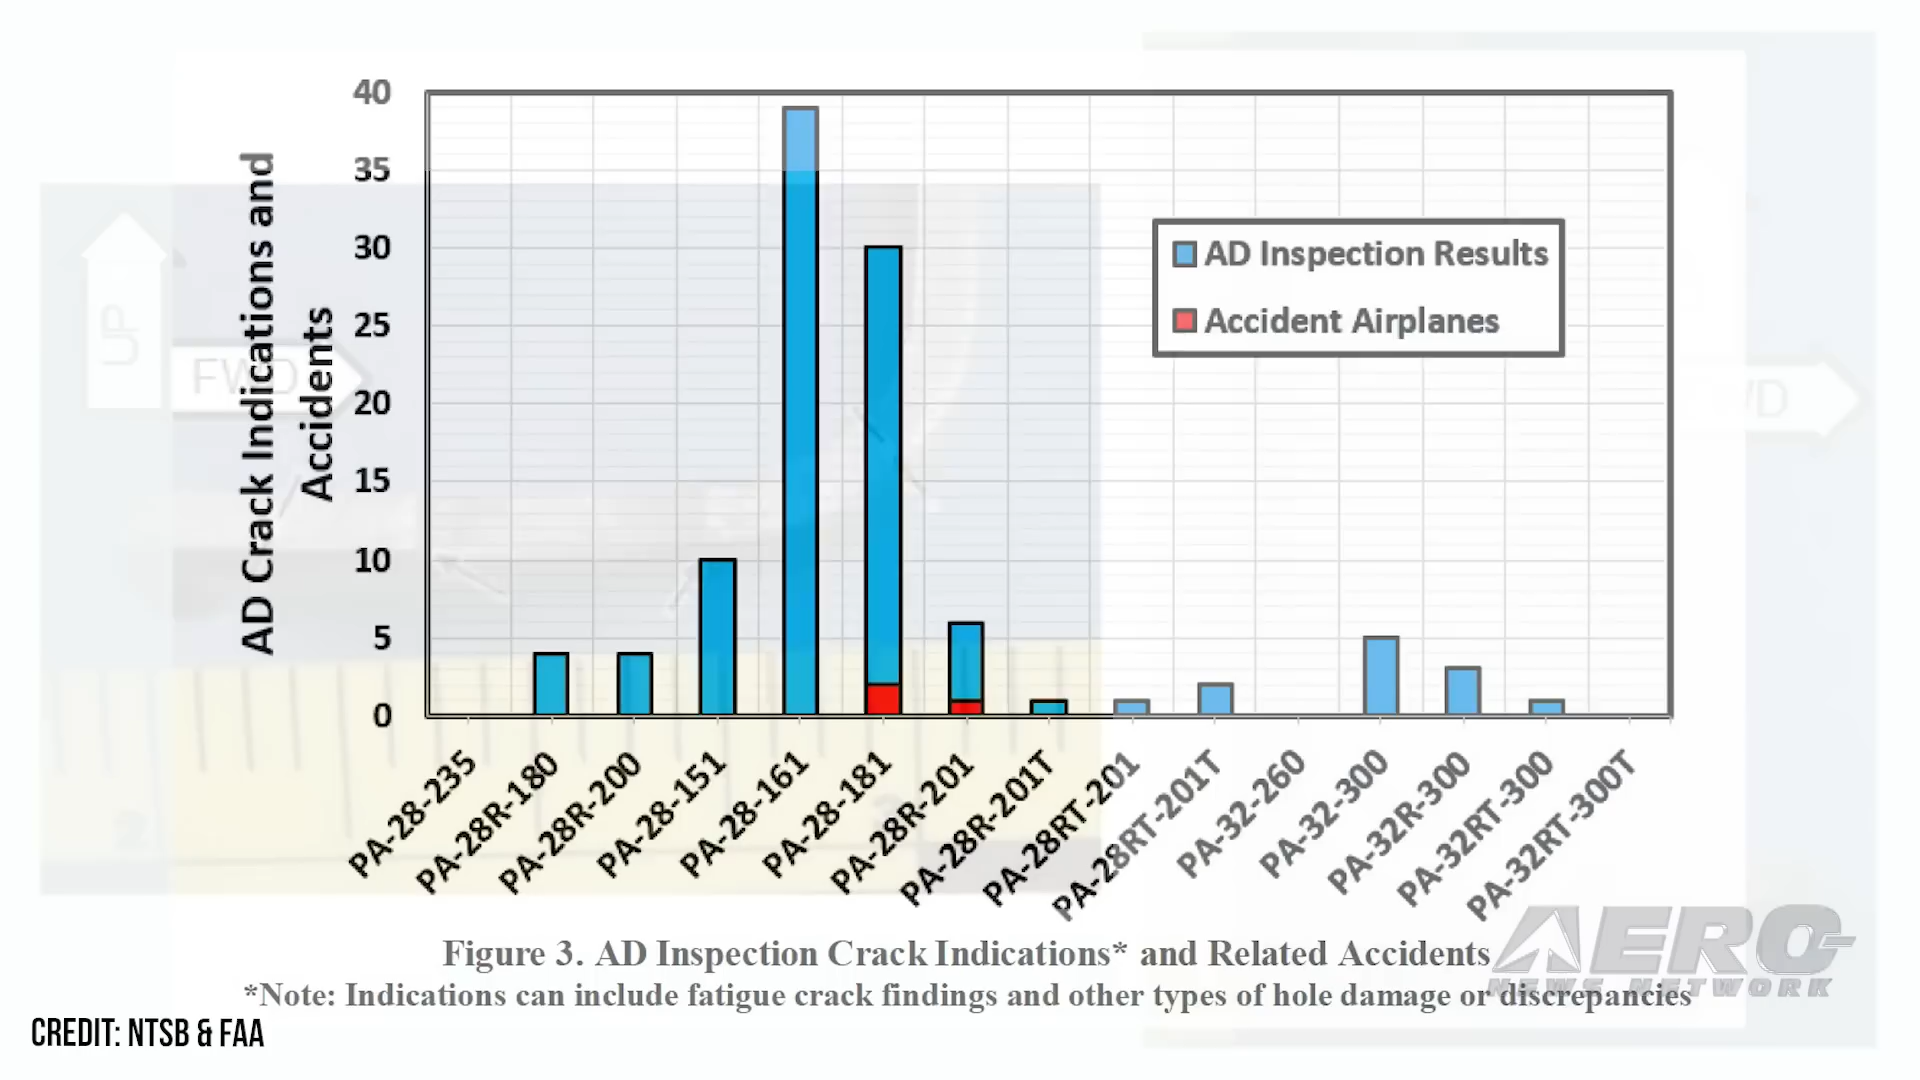 40
35
30
25
20
15
10
5
0
AD Crack Indications and
Accidents
UP
FWD
AD Inspection Results
Accident Airplanes
PA-28-235
PA-28R-180
PA-28R-200
PA-28-151
PA-28-161
PA-28-181
PA-28R-201
PA-28R-201T
PA-28RT-201
PA-28RT-201T
PA-32-260
PA-32-300
PA-32R-300
PA-32RT-300
PA-32RT-300T
2
3
Figure 3. AD Inspection Crack Indications* and Related Accidents
*Note: Indications can include fatigue crack findings and other types of hole damage or discrepancies
AERO
NEWS NETWORK
CREDIT: NTSB & FAA